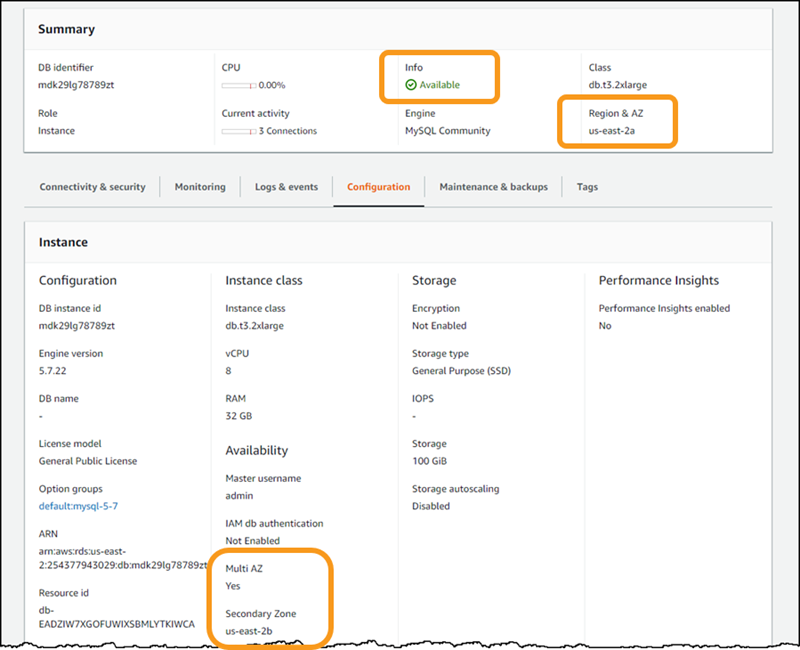 Summary
DB identifier
mdk29lg78789zt
CPU
0.00%
Info
Available
Class
db.t3.2xlarge
Role
Instance
Current activity
3 Connections
Engine
MySQL Community
Region & AZ
us-east-2a
Connectivity & security
Monitoring
Logs & events
Configuration
Maintenance & backups
Tags
Instance
Configuration
DB instance id
mdk29lg78789zt
Engine version
5.7.22
DB name
-
License model
General Public License
Option groups
default:mysql-5-7
ARN
arn:aws:rds:us-east-
2:254377943029:db:mdk29lg78789zt
Resource id
db-
EADZIW7XGOFUWIXSBMLYTKIWCA
Instance class
Instance class
db.t3.2xlarge
vCPU
8
RAM
32 GB
Availability
Master username
admin
IAM db authentication
Not Enabled
Multi AZ
Yes
Secondary Zone
us-east-2b
Storage
Encryption
Not Enabled
Storage type
General Purpose (SSD)
IOPS
-
Storage
100 GiB
Storage autoscaling
Disabled
Performance Insights
Performance Insights enabled
No